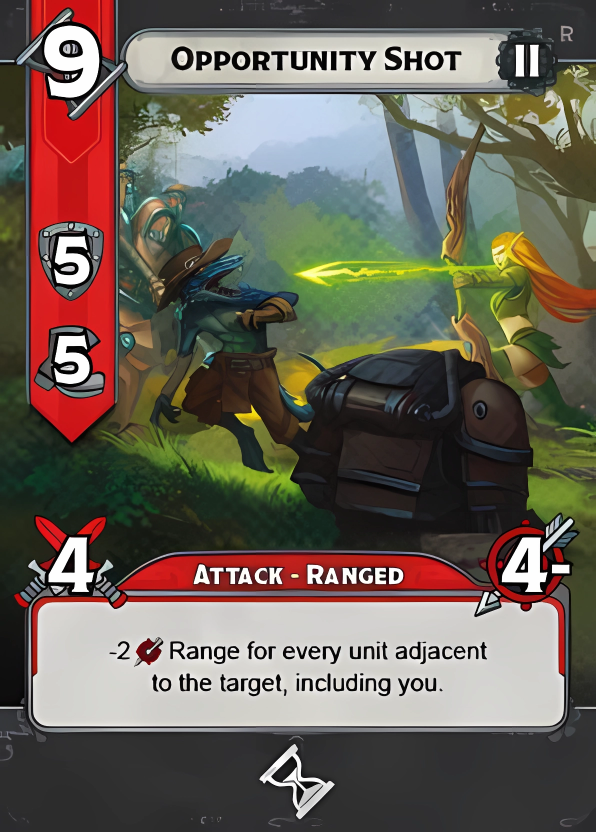 R
9
OPPORTUNITY SHOT
II
5
5
4
ATTACK - RANGED
4-
-2 Range for every unit adjacent
to the target, including you.